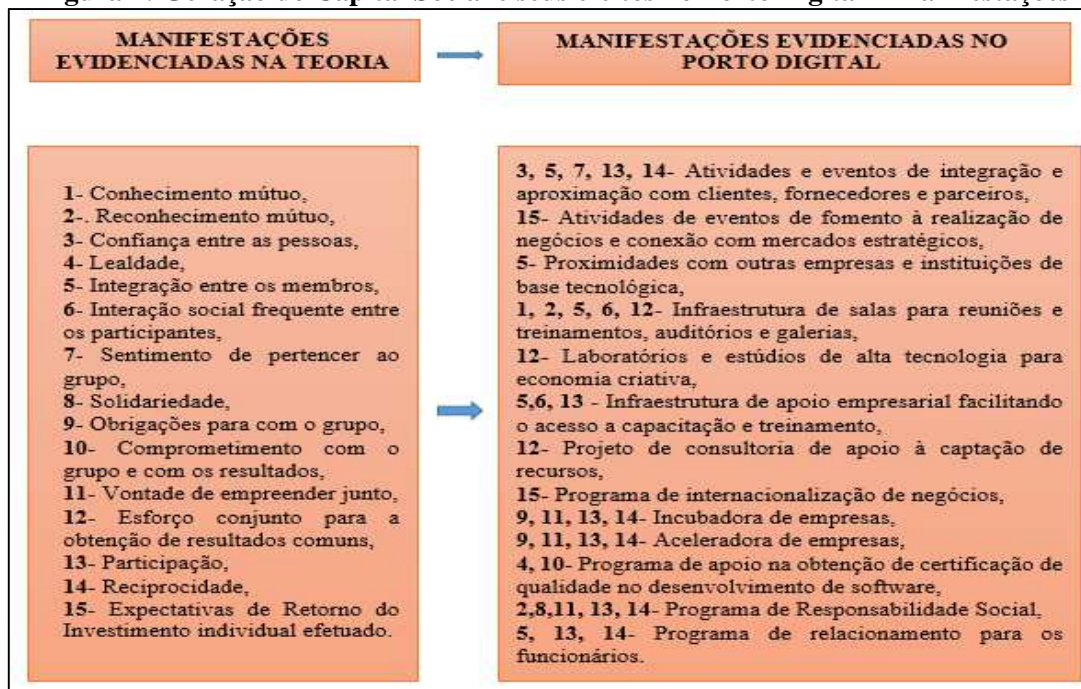 MANIFESTAÇÕES
EVIDENCIADAS NA TEORIA
MANIFESTAÇÕES EVIDENCIADAS NO
PORTO DIGITAL
1- Conhecimento mútuo,
2-. Reconhecimento mútuo,
3- Confiança entre as pessoas,
4- Lealdade,
5- Integração entre os membros,
6- Interação social frequente entre
os participantes,
7- Sentimento de pertencer ao
grupo,
8- Solidariedade,
9- Obrigações para com o grupo,
10- Comprometimento com o
grupo e com os resultados,
11- Vontade de empreender junto,
12- Esforço conjunto para a
obtenção de resultados comuns,
13- Participação,
14- Reciprocidade,
15- Expectativas de Retorno do
Investimento individual efetuado.
3, 5, 7, 13, 14- Atividades e eventos de integração e
aproximação com clientes, fornecedores e parceiros,
15- Atividades de eventos de fomento à realização de
negócios e conexão com mercados estratégicos,
5- Proximidades com outras empresas e instituições de
base tecnológica,
1, 2, 5, 6, 12- Infraestrutura de salas para reuniões e
treinamentos, auditórios e galerias,
12- Laboratórios e estúdios de alta tecnologia para
economia criativa,
5,6, 13 - Infraestrutura de apoio empresarial facilitando
o acesso a capacitação e treinamento,
12- Projeto de consultoria de apoio à captação de
recursos,
15- Programa de internacionalização de negócios,
9, 11, 13, 14- Incubadora de empresas,
9, 11, 13, 14- Aceleradora de empresas,
4, 10- Programa de apoio na obtenção de certificação de
qualidade no desenvolvimento de software,
2,8,11, 13, 14- Programa de Responsabilidade Social,
5, 13, 14- Programa de relacionamento para os
funcionários.